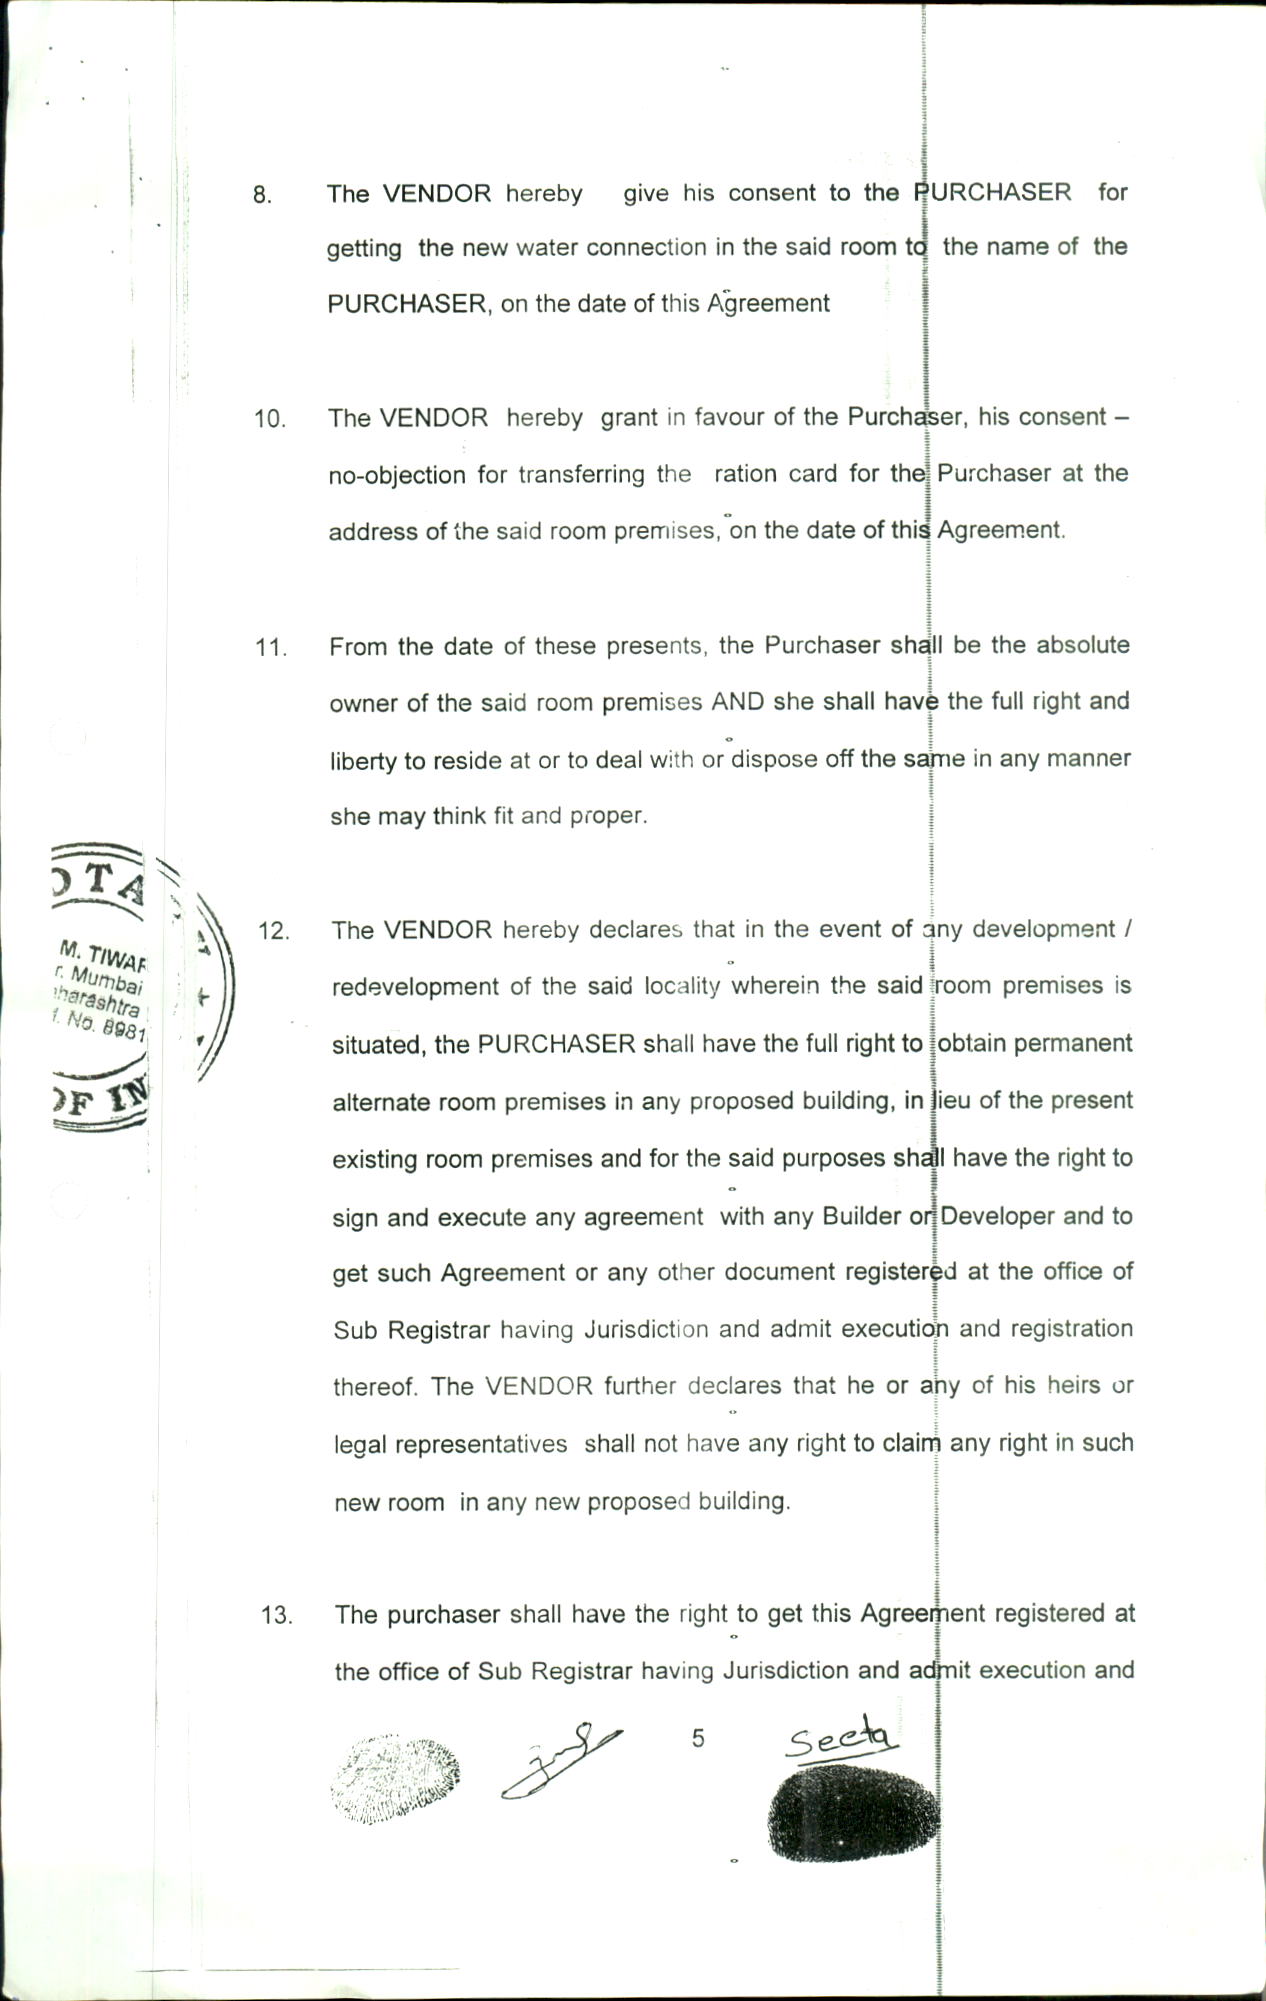 8. The VENDOR hereby give his consent to the PURCHASER for
getting the new water connection in the said room to the name of the
PURCHASER, on the date of this Agreement
10. The VENDOR hereby grant in favour of the Purchaser, his consent –
no-objection for transferring the ration card for the Purchaser at the
address of the said room premises, on the date of this Agreement.
11. From the date of these presents, the Purchaser shall be the absolute
owner of the said room premises AND she shall have the full right and
liberty to reside at or to deal with or dispose off the same in any manner
she may think fit and proper.
OTA
M. TIWAR
r. Mumbai
harashtra
No. 8981
OF IN
12. The VENDOR hereby declares that in the event of any development /
redevelopment of the said locality wherein the said room premises is
situated, the PURCHASER shall have the full right to obtain permanent
alternate room premises in any proposed building, in lieu of the present
existing room premises and for the said purposes shall have the right to
sign and execute any agreement with any Builder or Developer and to
get such Agreement or any other document registered at the office of
Sub Registrar having Jurisdiction and admit execution and registration
thereof. The VENDOR further declares that he or any of his heirs or
legal representatives shall not have any right to claim any right in such
new room in any new proposed building.
13. The purchaser shall have the right to get this Agreement registered at
the office of Sub Registrar having Jurisdiction and admit execution and
5
Seeta